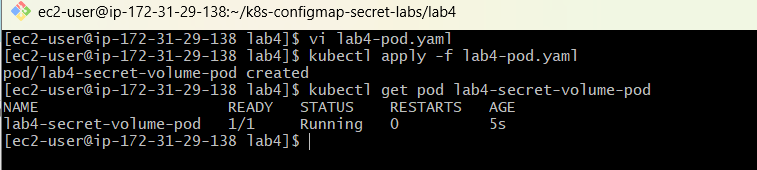 ec2-user@ip-172-31-29-138:~/k8s-configmap-secret-labs/lab4
[ec2-user@ip-172-31-29-138 lab4]$ vi lab4-pod.yaml
[ec2-user@ip-172-31-29-138 lab4]$ kubectl apply -f lab4-pod.yaml
pod/lab4-secret-volume-pod created
[ec2-user@ip-172-31-29-138 lab4]$ kubectl get pod lab4-secret-volume-pod
NAME                     READY   STATUS    RESTARTS   AGE
lab4-secret-volume-pod   1/1     Running   0          5s
[ec2-user@ip-172-31-29-138 lab4]$